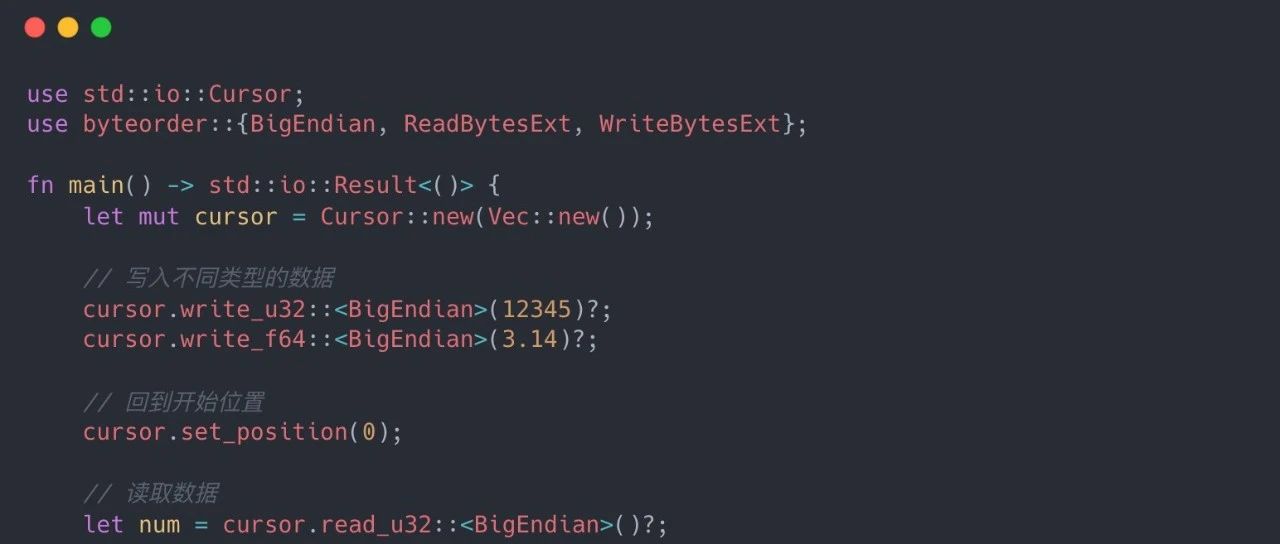 use std::io::Cursor;
use byteorder::{BigEndian, ReadBytesExt, WriteBytesExt};
fn main() -> std::io::Result<()> {
let mut cursor = Cursor::new(Vec::new());
// 写入不同类型的数据
cursor.write_u32::<BigEndian>(12345)?;
cursor.write_f64::<BigEndian>(3.14)?;
// 回到开始位置
cursor.set_position(0);
// 读取数据
let num = cursor.read_u32::<BigEndian>()?;